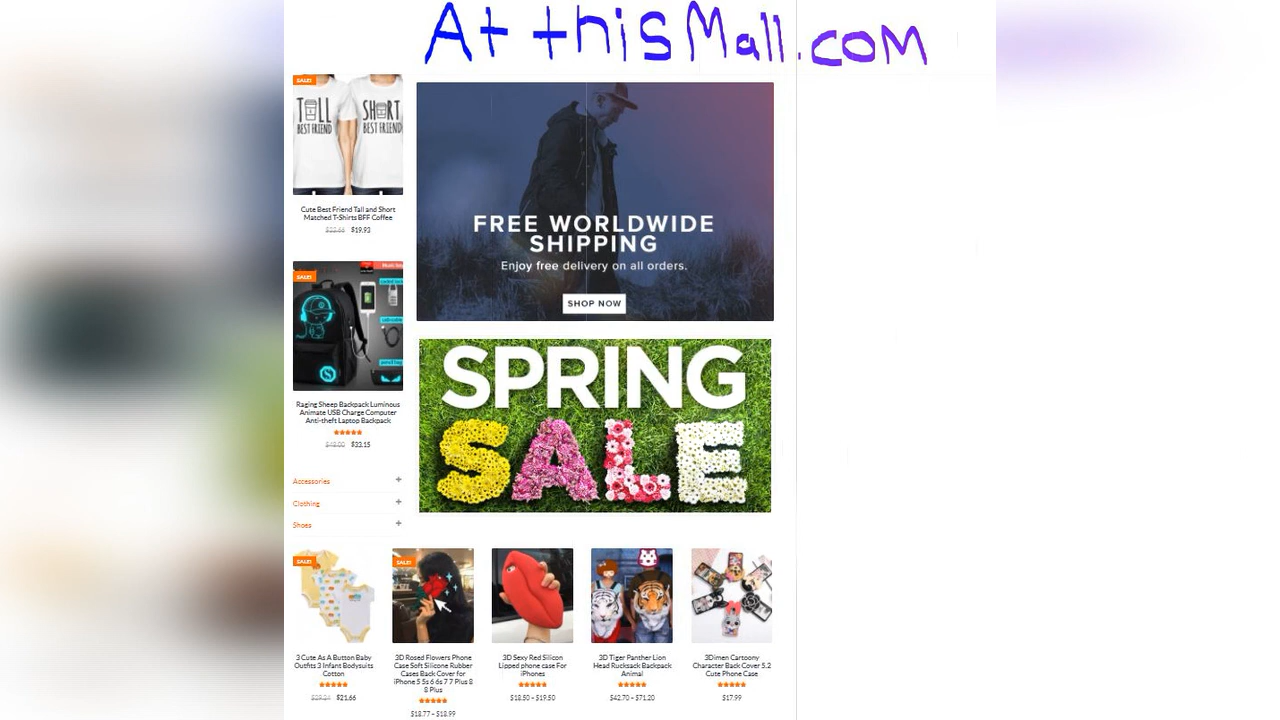 At thisMall.com
SALE!
TALL
BEST FRIEND
SHORT
BEST FRIEND
Cute Best Friend Tall and Short
Matched T-Shirts BFF Coffee
$19.93
FREE WORLDWIDE
SHIPPING
Enjoy free delivery on all orders.
SHOP NOW
SALE!
Raging Sheep Backpack Luminous
Animate USB Charge Computer
Anti-theft Laptop Backpack
$33.15
SPRING
SALE
Accessories +
Clothing +
Shoes +
SALE!
3 Cute As A Button Baby
Outfits 3 Infant Bodysuits
Cotton
$21.66
SALE!
3D Rosed Flowers Phone
Case Soft Silicone Rubber
Cases Back Cover for
iPhone 5 5s 6 6s 7 7 Plus 8
8 Plus
$18.77 – $18.99
3D Sexy Red Silicon
Lipped phone case For
iPhones
$18.50 – $19.50
3D Tiger Panther Lion
Head Rucksack Backpack
Animal
$42.70 – $71.20
3Dimen Cartoony
Character Back Cover 5.2
Cute Phone Case
$17.99